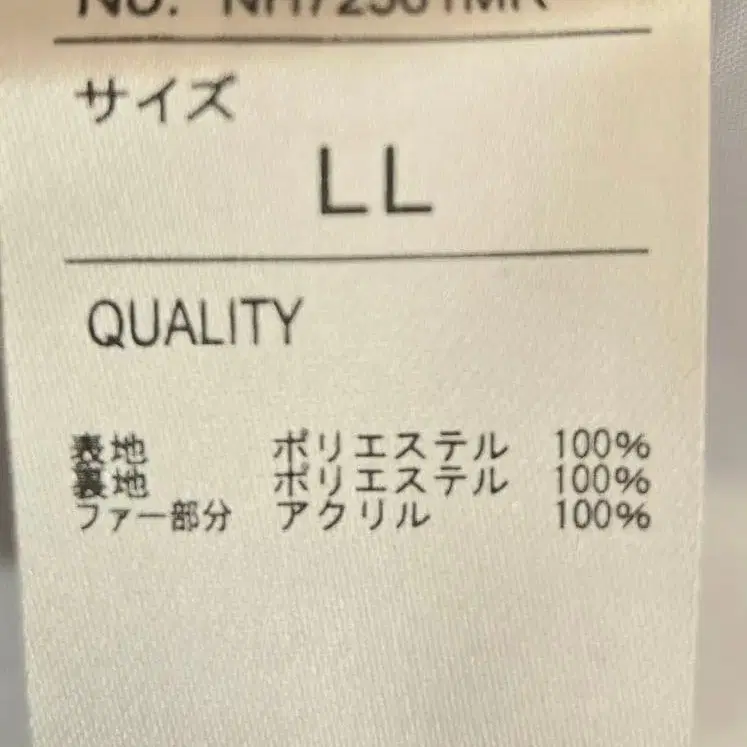 No.
サイズ
LL
QUALITY
表地 ポリエステル 100%
裏地 ポリエステル 100%
ファー部分 アクリル 100%